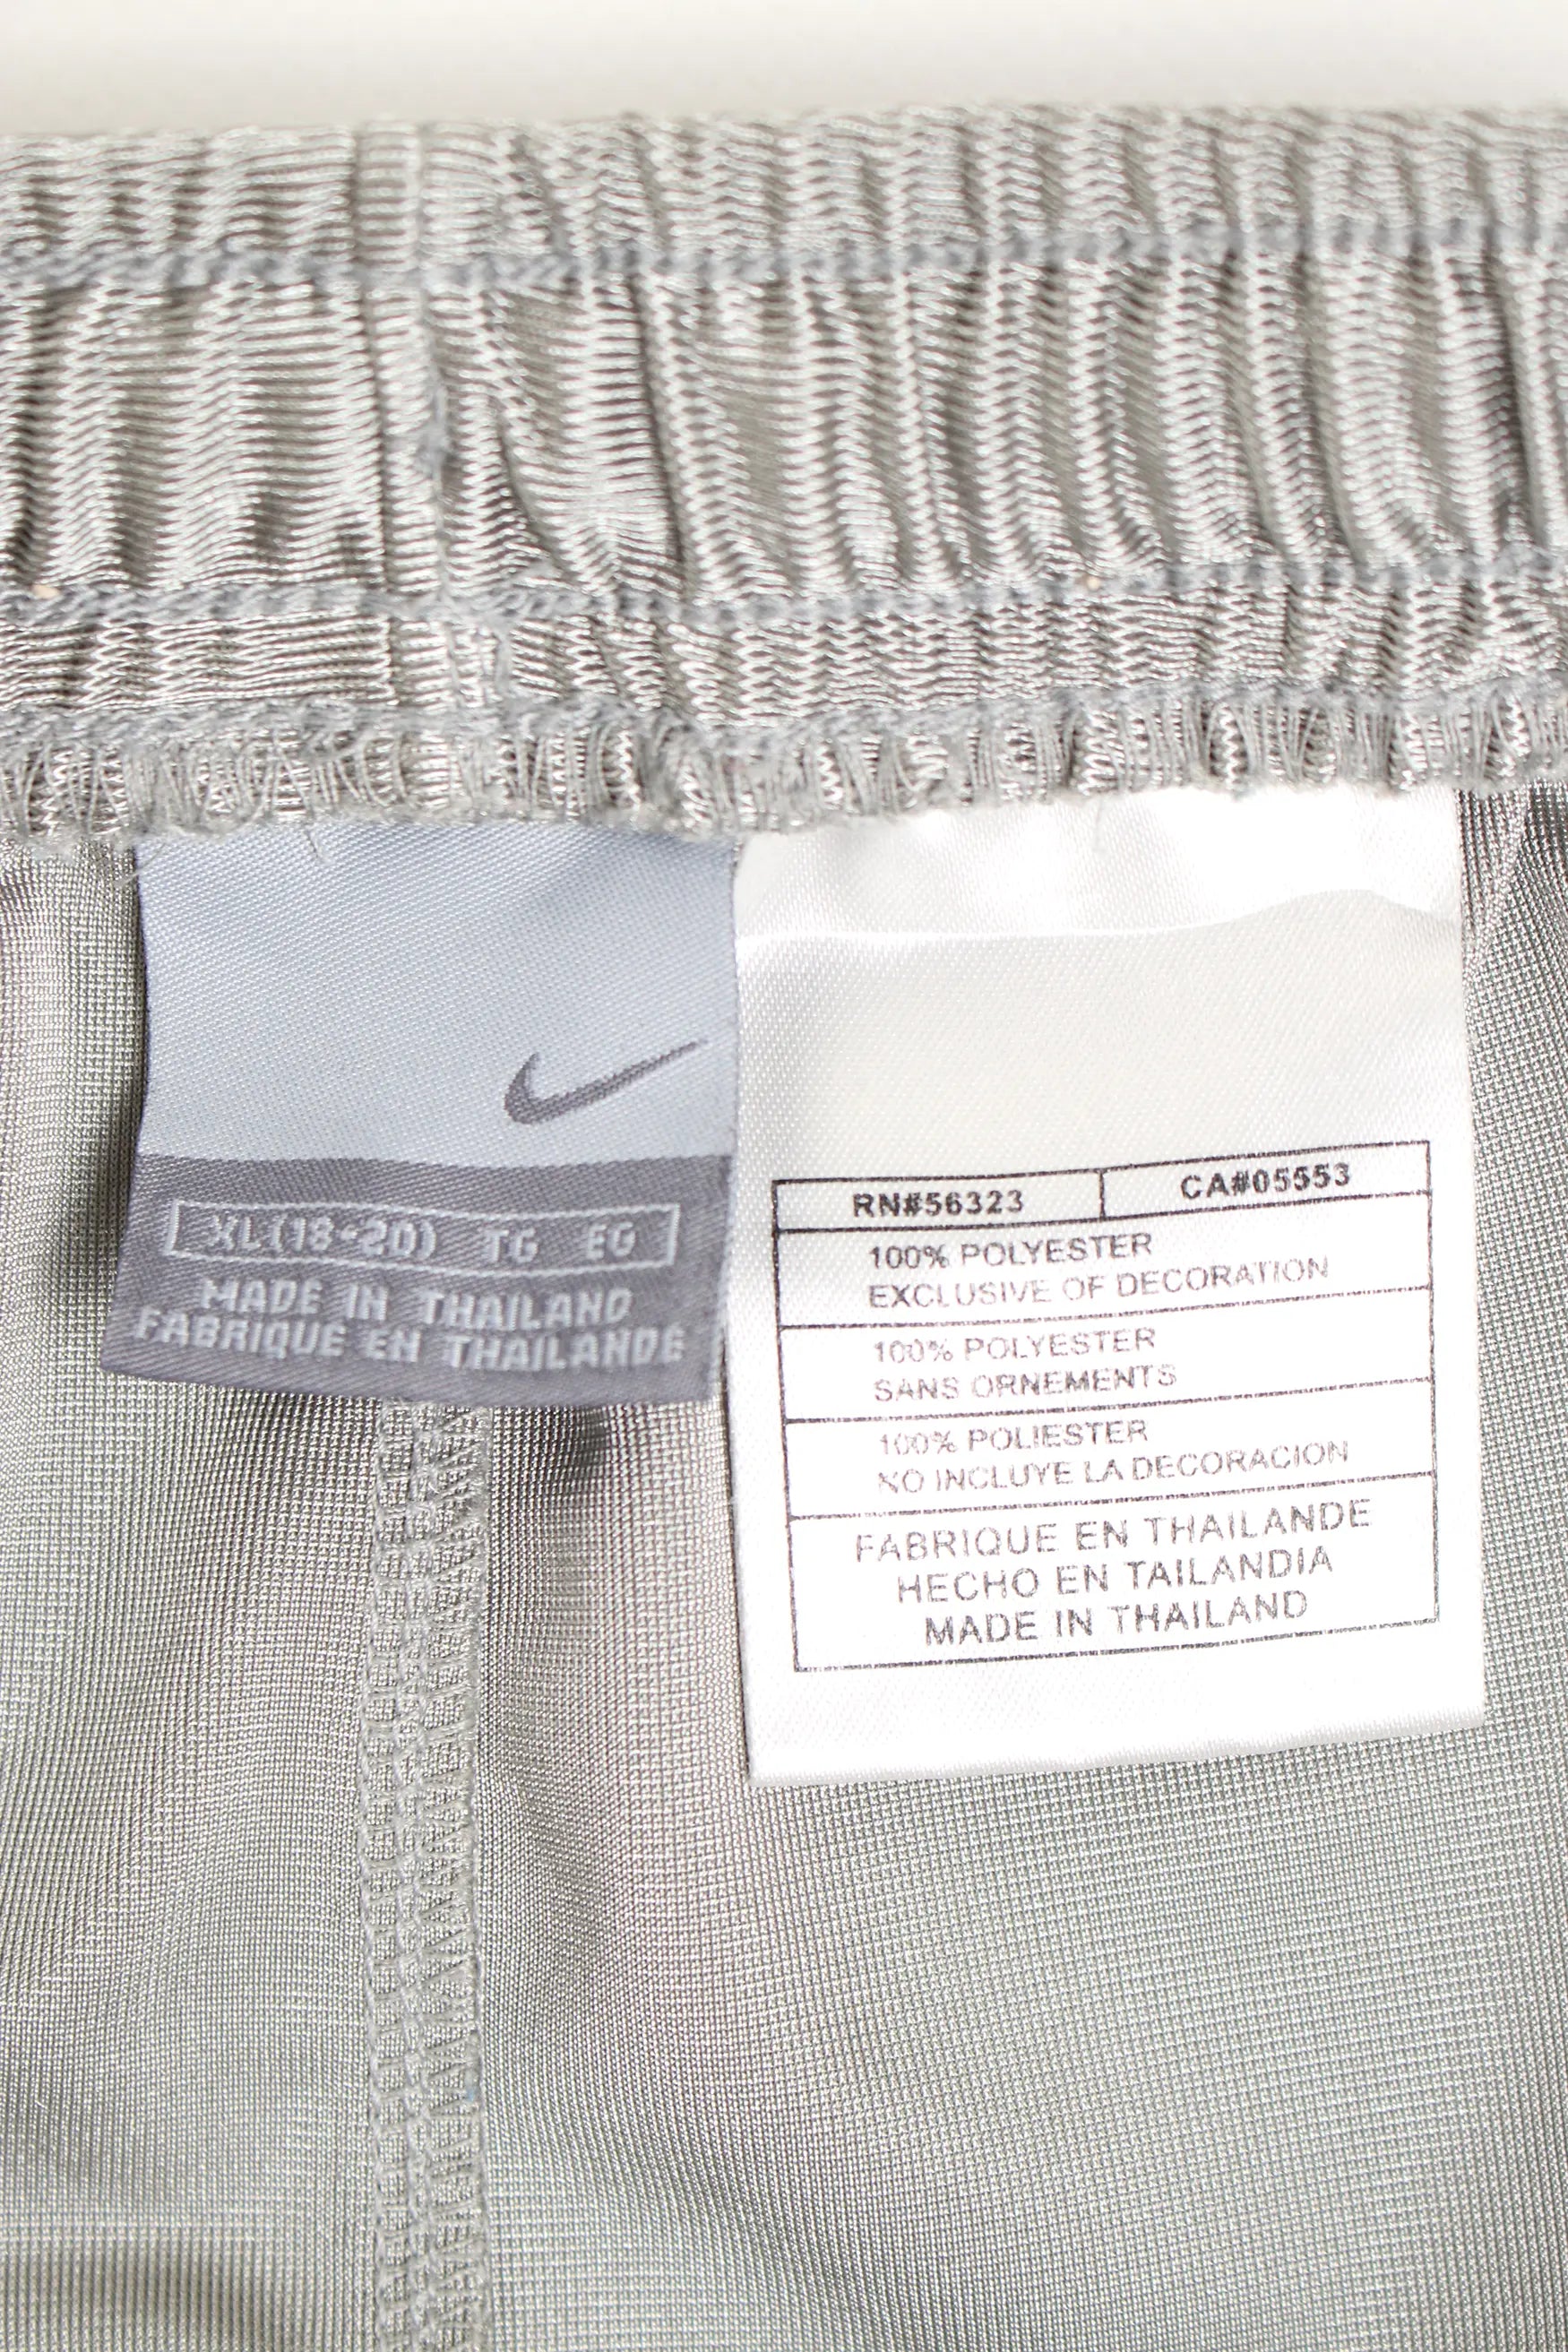 XL(18-20) TG EG
MADE IN THAILAND
FABRIQUE EN THAILANDE
RN#56323 CA#05553
100% POLYESTER
EXCLUSIVE OF DECORATION
100% POLYESTER
SANS ORNEMENTS
100% POLIESTER
NO INCLUYE LA DECORACION
FABRIQUE EN THAILANDE
HECHO EN TAILANDIA
MADE IN THAILAND